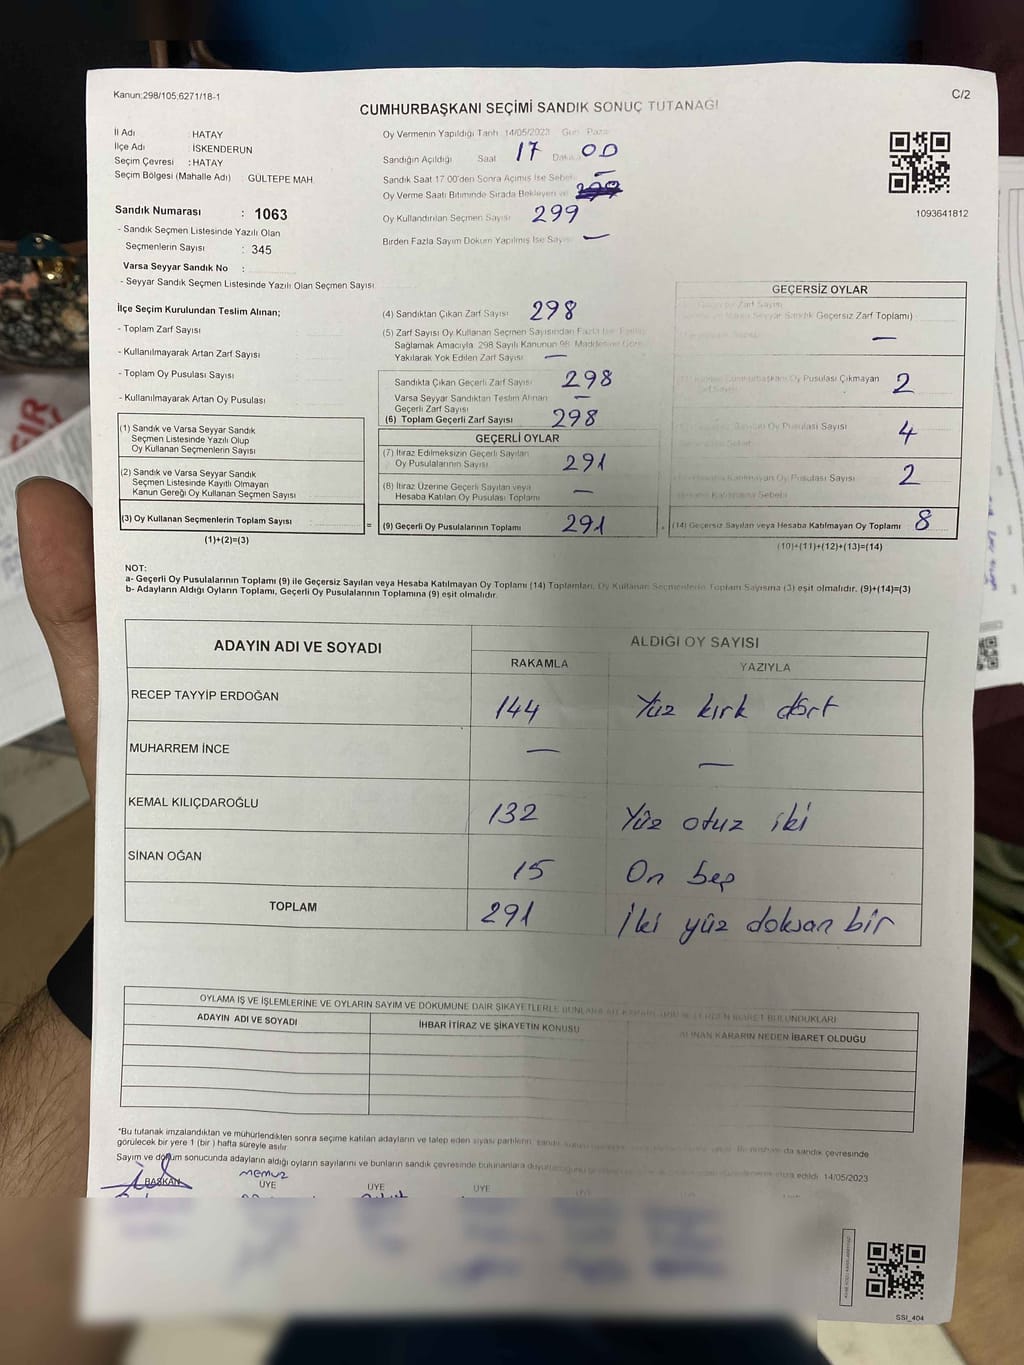 Kanun:298/105,6271/18-1
C/2
CUMHURBAŞKANI SEÇİMİ SANDIK SONUÇ TUTANAĞI
İl Adı : HATAY
İlçe Adı : İSKENDERUN
Seçim Çevresi : HATAY
Seçim Bölgesi (Mahalle Adı) GÜLTEPE MAH.
Sandık Numarası : 1063
- Sandık Seçmen Listesinde Yazılı Olan
Seçmenlerin Sayısı : 345
Varsa Seyyar Sandık No :
- Seyyar Sandık Seçmen Listesinde Yazılı Olan Seçmen Sayısı
Oy Vermenin Yapıldığı Tarih 14/05/2023 Gün Pazar
Sandığın Açıldığı Saat 17 Dakika 00
Sandık Saat 17:00'den Sonra Açılmış İse Sebebi —
Oy Verme Saati Bitiminde Sırada Bekleyen
Oy Kullandırılan Seçmen Sayısı 299
Birden Fazla Sayım Döküm Yapılmış İse Sayısı —
1093641812
İlçe Seçim Kurulundan Teslim Alınan;
- Toplam Zarf Sayısı
- Kullanılmayarak Artan Zarf Sayısı
- Toplam Oy Pusulası Sayısı
- Kullanılmayarak Artan Oy Pusulası
(1) Sandık ve Varsa Seyyar Sandık
Seçmen Listesinde Yazılı Olup
Oy Kullanan Seçmenlerin Sayısı
(2) Sandık ve Varsa Seyyar Sandık
Seçmen Listesinde Kayıtlı Olmayan
Kanun Gereği Oy Kullanan Seçmen Sayısı
(3) Oy Kullanan Seçmenlerin Toplam Sayısı =
(1)+(2)=(3)
(4) Sandıktan Çıkan Zarf Sayısı 298
(5) Zarf Sayısı Oy Kullanan Seçmen Sayısından Fazla İse
Sağlamak Amacıyla 298 Sayılı Kanunun 98. Maddesine Göre
Yakılarak Yok Edilen Zarf Sayısı —
Sandıkta Çıkan Geçerli Zarf Sayısı 298
Varsa Seyyar Sandıktan Teslim Alınan
Geçerli Zarf Sayısı —
(6) Toplam Geçerli Zarf Sayısı 298
GEÇERLİ OYLAR
(7) İtiraz Edilmeksizin Geçerli Sayılan
Oy Pusulalarının Sayısı 291
(8) İtiraz Üzerine Geçerli Sayılan veya
Hesaba Katılan Oy Pusulası Toplamı —
(9) Geçerli Oy Pusulalarının Toplamı 291
GEÇERSİZ OYLAR
Zarf Sayısı
Seyyar Sandık Geçersiz Zarf Toplamı)
—
Cumhurbaşkanı Oy Pusulası Çıkmayan
Zarf Sayısı 2
Oy Pusulası Sayısı 4
Katılmayan Oy Pusulası Sayısı 2
Katılmama Sebebi
(14) Geçersiz Sayılan veya Hesaba Katılmayan Oy Toplamı 8
(10)+(11)+(12)+(13)=(14)
NOT:
a- Geçerli Oy Pusulalarının Toplamı (9) ile Geçersiz Sayılan veya Hesaba Katılmayan Oy Toplamı (14) Toplamları, Oy Kullanan Seçmenlerin Toplam Sayısına (3) eşit olmalıdır. (9)+(14)=(3)
b- Adayların Aldığı Oyların Toplamı, Geçerli Oy Pusulalarının Toplamına (9) eşit olmalıdır.
ADAYIN ADI VE SOYADI ALDIĞI OY SAYISI
RAKAMLA YAZIYLA
RECEP TAYYİP ERDOĞAN 144 Yüz kırk dört
MUHARREM İNCE — —
KEMAL KILIÇDAROĞLU 132 Yüz otuz iki
SİNAN OĞAN 15 On beş
TOPLAM 291 İki yüz doksan bir
OYLAMA İŞ VE İŞLEMLERİNE VE OYLARIN SAYIM VE DÖKÜMÜNE DAİR ŞİKAYETLERLE BUNLARA AİT KARARLARIN NELERDEN İBARET BULUNDUKLARI
ADAYIN ADI VE SOYADI İHBAR İTİRAZ VE ŞİKAYETİN KONUSU ALINAN KARARIN NEDEN İBARET OLDUĞU
*Bu tutanak imzalandıktan ve mühürlendikten sonra seçime katılan adayların ve talep eden siyasi partilerin sandık
da sandık çevresinde
görülecek bir yere 1 (bir) hafta süreyle asılır.
Sayım ve döküm sonucunda adayların aldığı oyların sayılarını ve bunların sandık çevresinde bulunanlara
edildi. 14/05/2023
BAŞKAN
memur
ÜYE
ÜYE
ÜYE
SSI_404